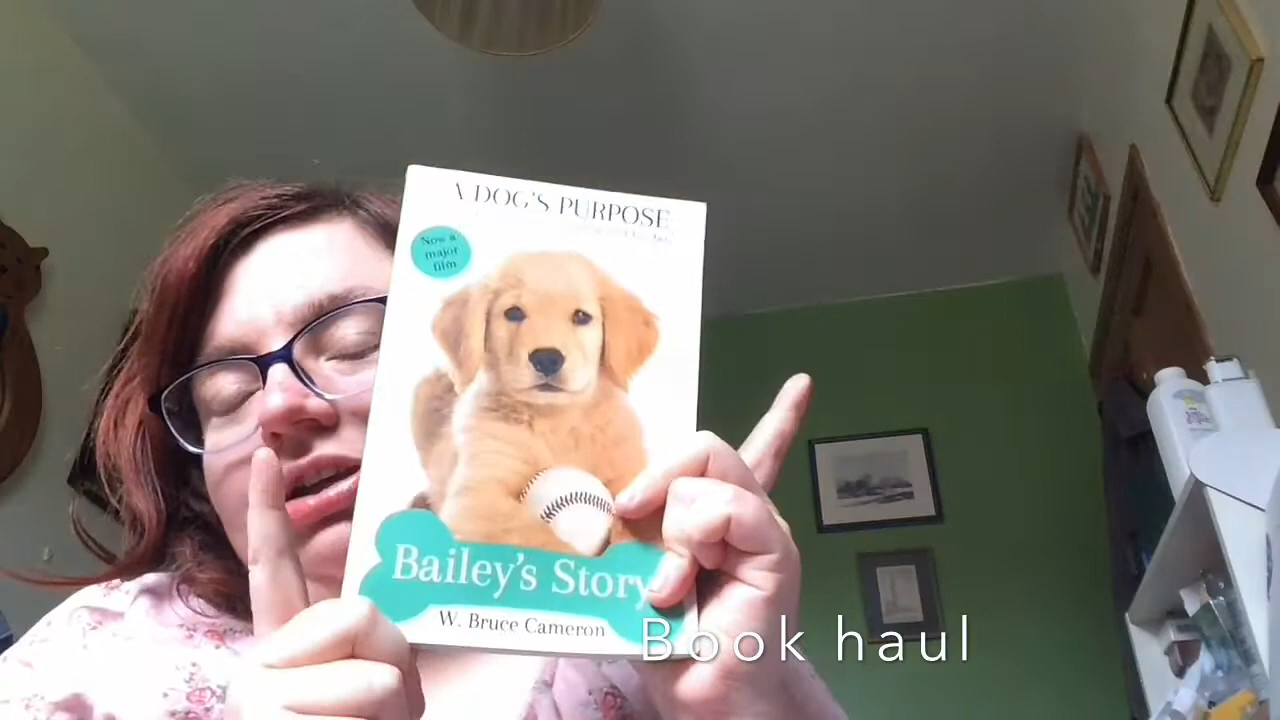 A DOG'S PURPOSE
Now a
major
film
Bailey's Story
W. Bruce Cameron
Book haul